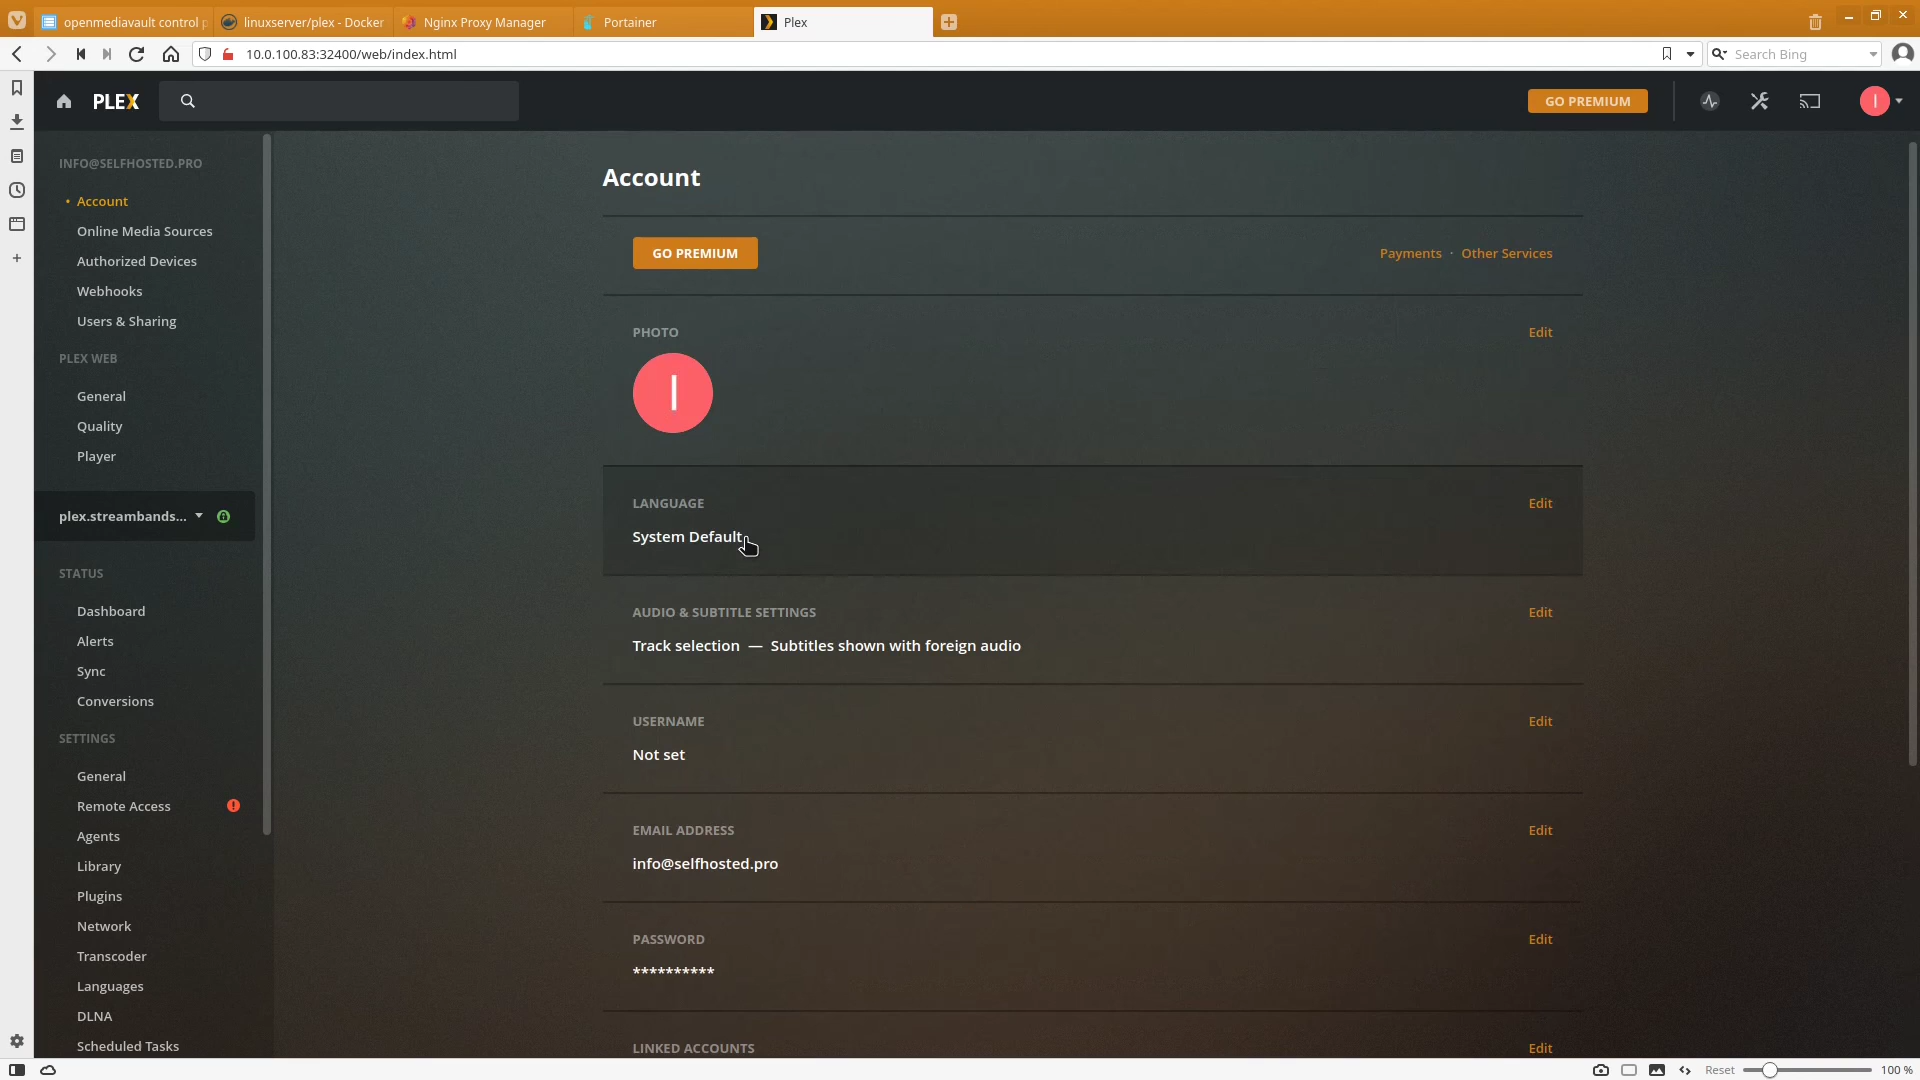 openmediavault control p
linuxserver/plex - Docker
Nginx Proxy Manager
Portainer
Plex
10.0.100.83:32400/web/index.html
Search Bing
PLEX
GO PREMIUM
I
INFO@SELFHOSTED.PRO
Account
Online Media Sources
Authorized Devices
Webhooks
Users & Sharing
PLEX WEB
General
Quality
Player
plex.streambands...
STATUS
Dashboard
Alerts
Sync
Conversions
SETTINGS
General
Remote Access
Agents
Library
Plugins
Network
Transcoder
Languages
DLNA
Scheduled Tasks
Account
GO PREMIUM
Payments · Other Services
PHOTO Edit
I
LANGUAGE Edit
System Default
AUDIO & SUBTITLE SETTINGS Edit
Track selection — Subtitles shown with foreign audio
USERNAME Edit
Not set
EMAIL ADDRESS Edit
info@selfhosted.pro
PASSWORD Edit
**********
LINKED ACCOUNTS Edit
Reset 100 %